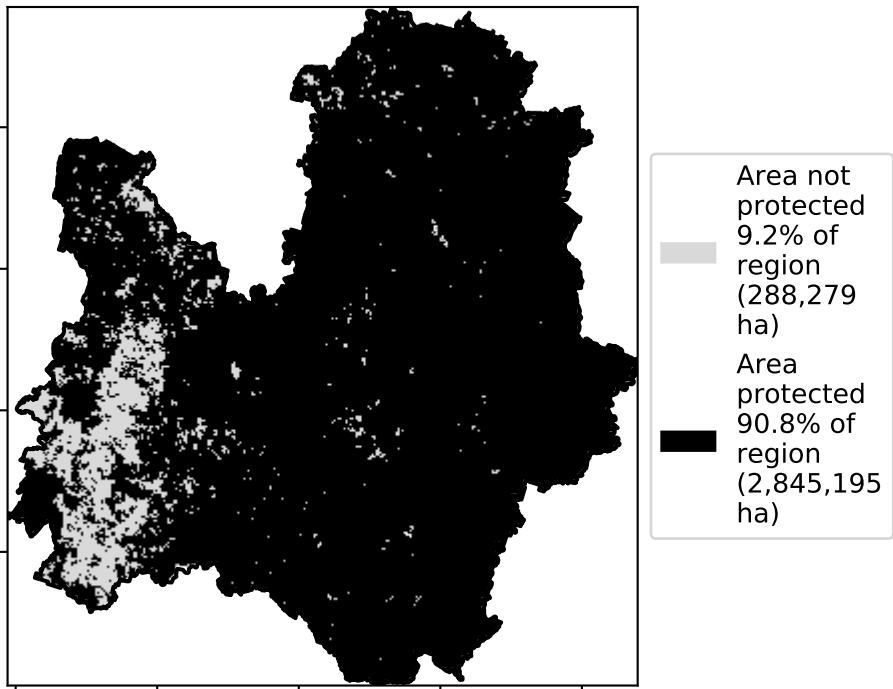 Area not
protected
9.2% of
region
(288,279
ha)
Area
protected
90.8% of
region
(2,845,195
ha)